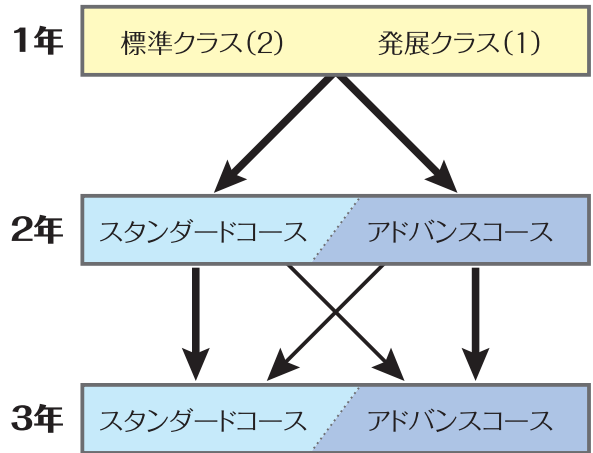 1年 標準クラス(2) 発展クラス(1)
2年 スタンダードコース アドバンスコース
3年 スタンダードコース アドバンスコース